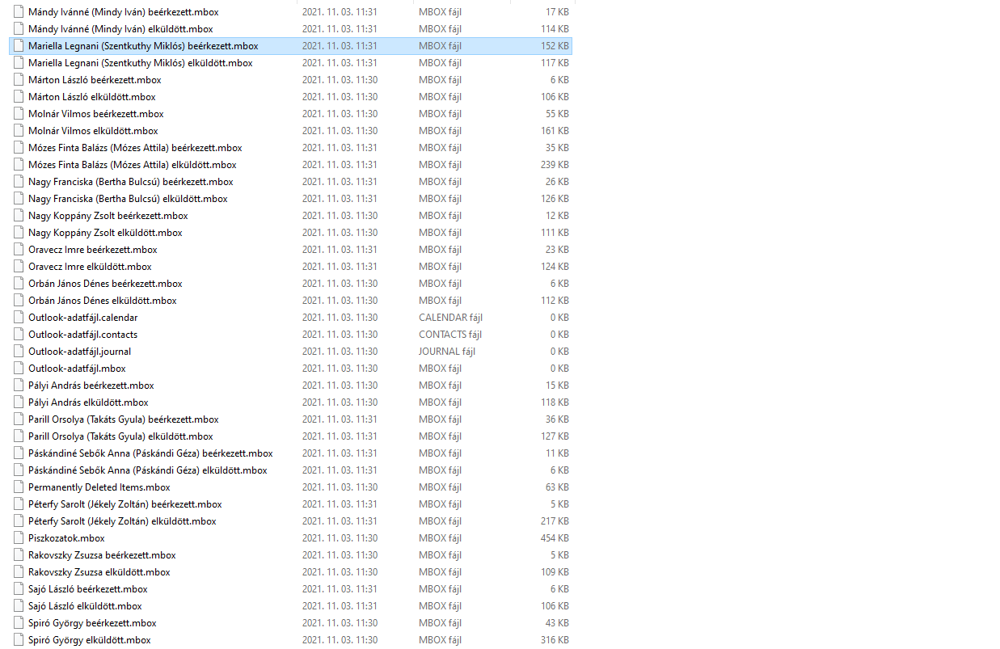 Mándy Ivánné (Mindy Iván) beérkezett.mbox 2021. 11. 03. 11:31 MBOX fájl 17 KB
Mándy Ivánné (Mindy Iván) elküldött.mbox 2021. 11. 03. 11:31 MBOX fájl 114 KB
Mariella Legnani (Szentkuthy Miklós) beérkezett.mbox 2021. 11. 03. 11:31 MBOX fájl 152 KB
Mariella Legnani (Szentkuthy Miklós) elküldött.mbox 2021. 11. 03. 11:31 MBOX fájl 117 KB
Márton László beérkezett.mbox 2021. 11. 03. 11:30 MBOX fájl 6 KB
Márton László elküldött.mbox 2021. 11. 03. 11:30 MBOX fájl 106 KB
Molnár Vilmos beérkezett.mbox 2021. 11. 03. 11:30 MBOX fájl 55 KB
Molnár Vilmos elküldött.mbox 2021. 11. 03. 11:30 MBOX fájl 161 KB
Mózes Finta Balázs (Mózes Attila) beérkezett.mbox 2021. 11. 03. 11:31 MBOX fájl 35 KB
Mózes Finta Balázs (Mózes Attila) elküldött.mbox 2021. 11. 03. 11:31 MBOX fájl 239 KB
Nagy Franciska (Bertha Bulcsú) beérkezett.mbox 2021. 11. 03. 11:31 MBOX fájl 26 KB
Nagy Franciska (Bertha Bulcsú) elküldött.mbox 2021. 11. 03. 11:31 MBOX fájl 126 KB
Nagy Koppány Zsolt beérkezett.mbox 2021. 11. 03. 11:30 MBOX fájl 12 KB
Nagy Koppány Zsolt elküldött.mbox 2021. 11. 03. 11:30 MBOX fájl 111 KB
Oravecz Imre beérkezett.mbox 2021. 11. 03. 11:31 MBOX fájl 23 KB
Oravecz Imre elküldött.mbox 2021. 11. 03. 11:31 MBOX fájl 124 KB
Orbán János Dénes beérkezett.mbox 2021. 11. 03. 11:30 MBOX fájl 6 KB
Orbán János Dénes elküldött.mbox 2021. 11. 03. 11:30 MBOX fájl 112 KB
Outlook-adatfájl.calendar 2021. 11. 03. 11:30 CALENDAR fájl 0 KB
Outlook-adatfájl.contacts 2021. 11. 03. 11:30 CONTACTS fájl 0 KB
Outlook-adatfájl.journal 2021. 11. 03. 11:30 JOURNAL fájl 0 KB
Outlook-adatfájl.mbox 2021. 11. 03. 11:30 MBOX fájl 0 KB
Pályi András beérkezett.mbox 2021. 11. 03. 11:30 MBOX fájl 15 KB
Pályi András elküldött.mbox 2021. 11. 03. 11:30 MBOX fájl 118 KB
Parill Orsolya (Takáts Gyula) beérkezett.mbox 2021. 11. 03. 11:31 MBOX fájl 36 KB
Parill Orsolya (Takáts Gyula) elküldött.mbox 2021. 11. 03. 11:31 MBOX fájl 127 KB
Páskándiné Sebők Anna (Páskándi Géza) beérkezett.mbox 2021. 11. 03. 11:31 MBOX fájl 11 KB
Páskándiné Sebők Anna (Páskándi Géza) elküldött.mbox 2021. 11. 03. 11:31 MBOX fájl 6 KB
Permanently Deleted Items.mbox 2021. 11. 03. 11:30 MBOX fájl 63 KB
Péterfy Sarolt (Jékely Zoltán) beérkezett.mbox 2021. 11. 03. 11:31 MBOX fájl 5 KB
Péterfy Sarolt (Jékely Zoltán) elküldött.mbox 2021. 11. 03. 11:31 MBOX fájl 217 KB
Piszkozatok.mbox 2021. 11. 03. 11:30 MBOX fájl 454 KB
Rakovszky Zsuzsa beérkezett.mbox 2021. 11. 03. 11:30 MBOX fájl 5 KB
Rakovszky Zsuzsa elküldött.mbox 2021. 11. 03. 11:30 MBOX fájl 109 KB
Sajó László beérkezett.mbox 2021. 11. 03. 11:31 MBOX fájl 6 KB
Sajó László elküldött.mbox 2021. 11. 03. 11:31 MBOX fájl 106 KB
Spiró György beérkezett.mbox 2021. 11. 03. 11:30 MBOX fájl 43 KB
Spiró György elküldött.mbox 2021. 11. 03. 11:30 MBOX fájl 316 KB